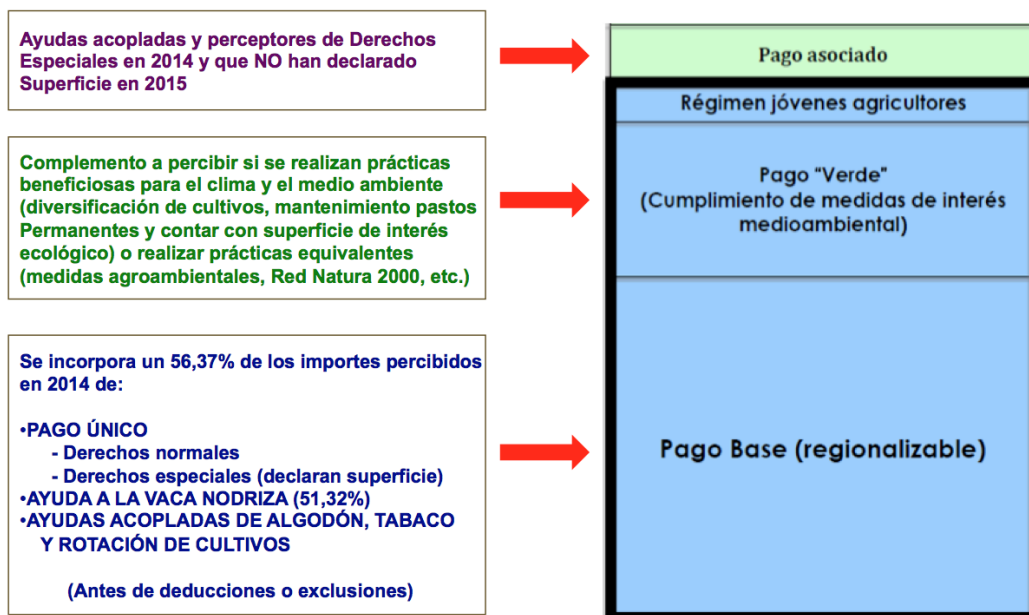 Ayudas acopladas y perceptores de Derechos
Especiales en 2014 y que NO han declarado
Superficie en 2015
Pago asociado
Régimen jóvenes agricultores
Complemento a percibir si se realizan prácticas
beneficiosas para el clima y el medio ambiente
(diversificación de cultivos, mantenimiento pastos
Permanentes y contar con superficie de interés
ecológico) o realizar prácticas equivalentes
(medidas agroambientales, Red Natura 2000, etc.)
Pago "Verde"
(Cumplimiento de medidas de interés
medioambiental)
Se incorpora un 56,37% de los importes percibidos
en 2014 de:
•PAGO ÚNICO
- Derechos normales
- Derechos especiales (declaran superficie)
•AYUDA A LA VACA NODRIZA (51,32%)
•AYUDAS ACOPLADAS DE ALGODÓN, TABACO
Y ROTACIÓN DE CULTIVOS
(Antes de deducciones o exclusiones)
Pago Base (regionalizable)